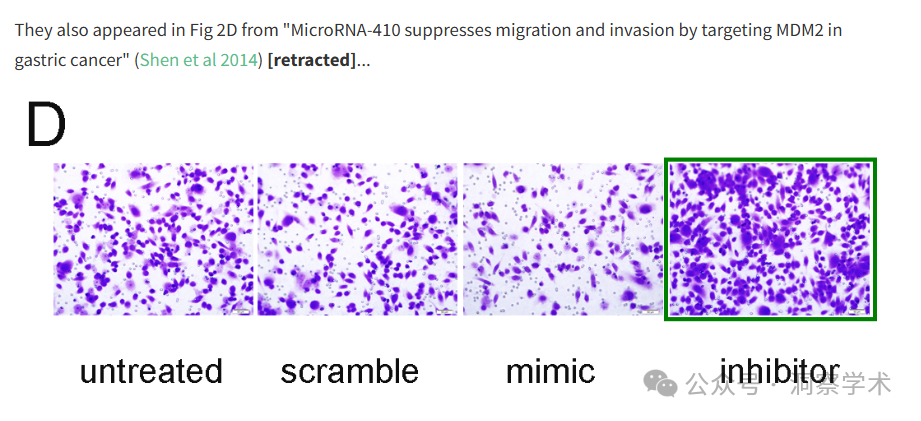 They also appeared in Fig 2D from "MicroRNA-410 suppresses migration and invasion by targeting MDM2 in
gastric cancer" (Shen et al 2014) [retracted]...
D
untreated scramble mimic inhibitor
公众号 · 洞察学术